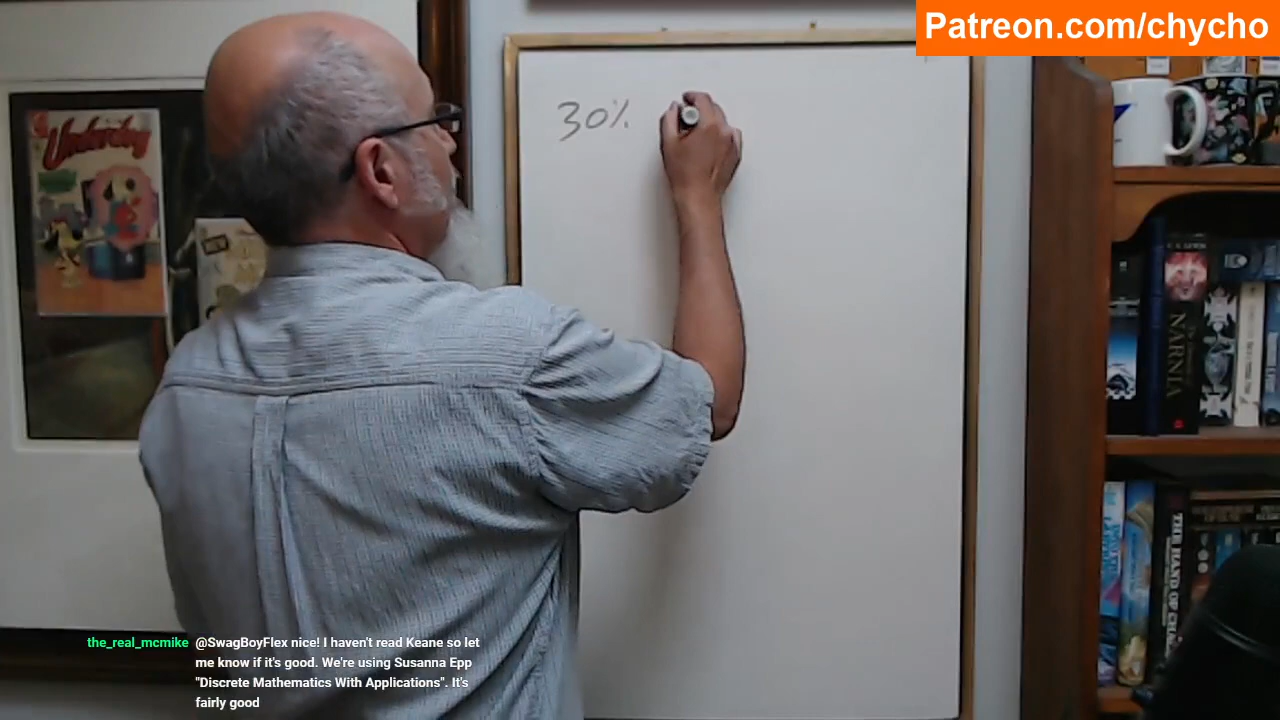 Patreon.com/chycho
30%
Underdog
NARNIA
THE HAND OF
the_real_mcmike @SwagBoyFlex nice! I haven't read Keane so let
me know if it's good. We're using Susanna Epp
"Discrete Mathematics With Applications". It's
fairly good